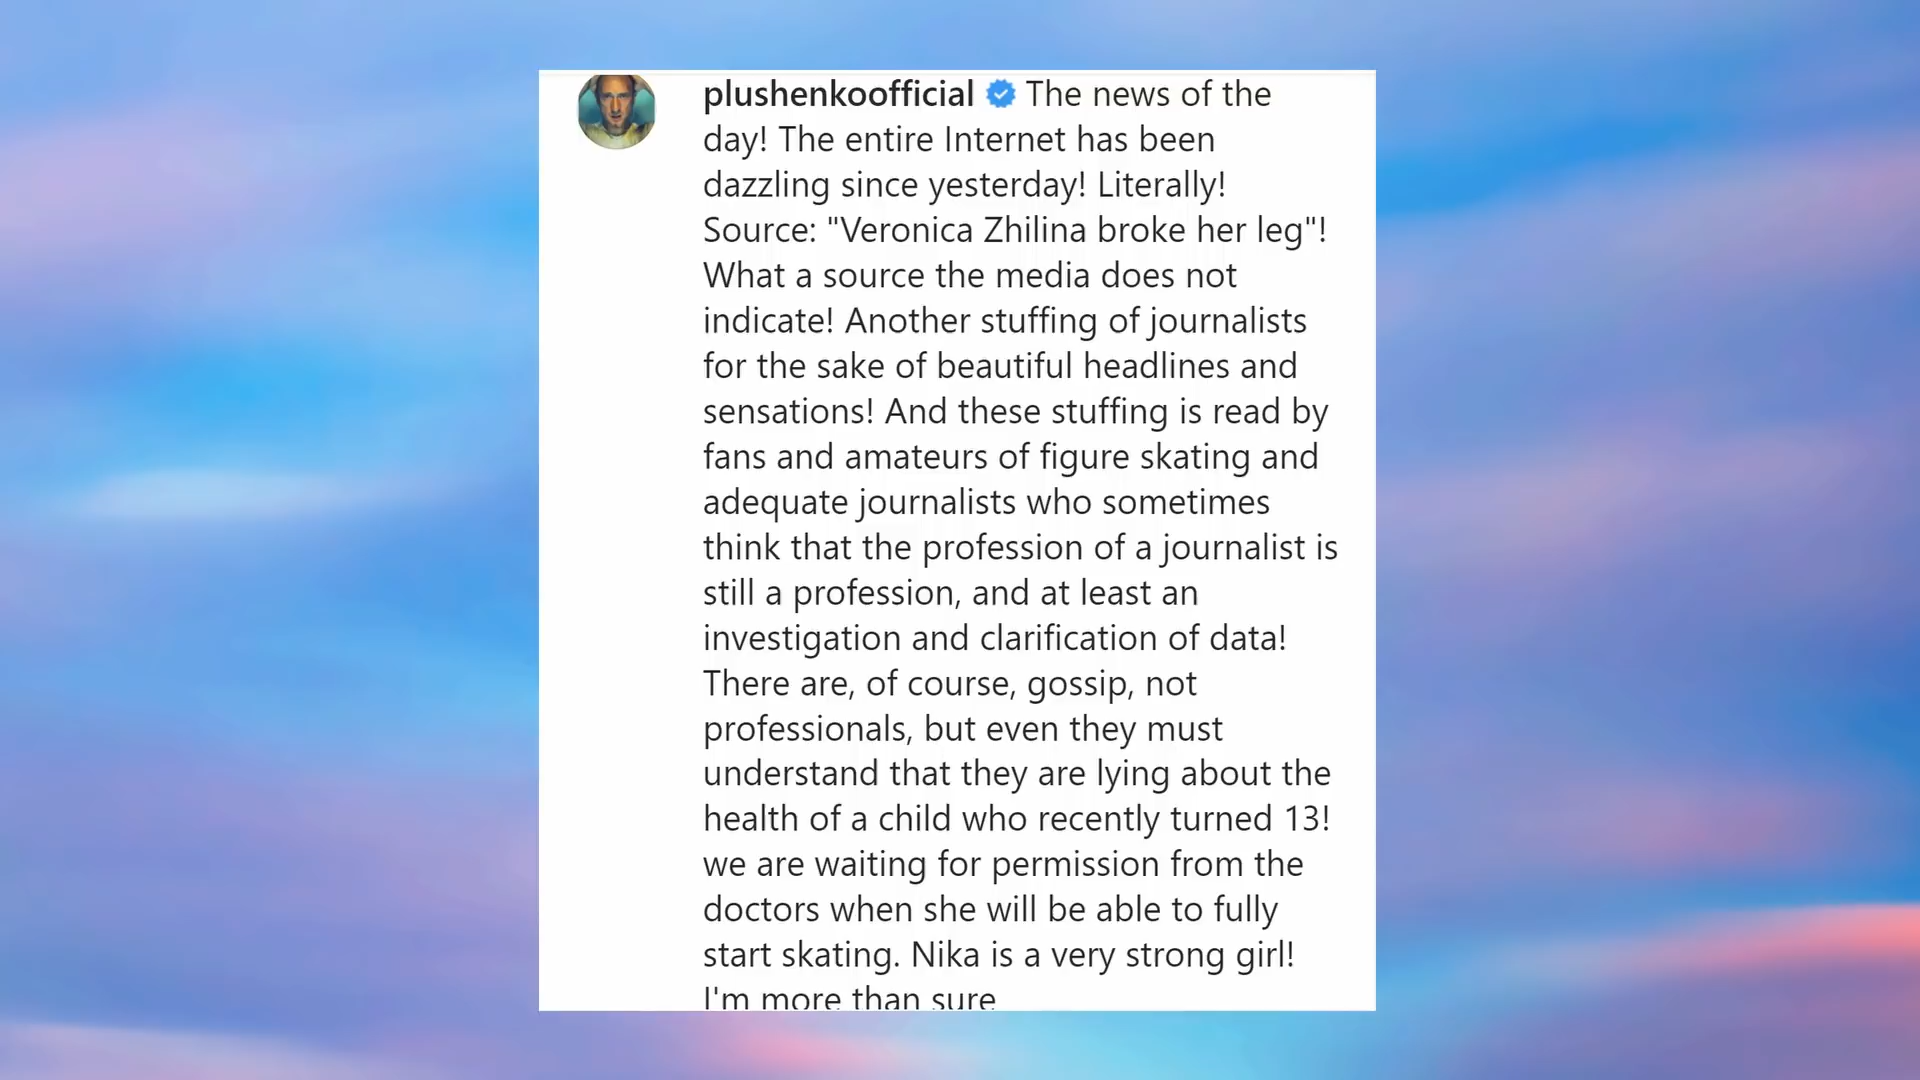 plushenkoofficial The news of the
day! The entire Internet has been
dazzling since yesterday! Literally!
Source: "Veronica Zhilina broke her leg"!
What a source the media does not
indicate! Another stuffing of journalists
for the sake of beautiful headlines and
sensations! And these stuffing is read by
fans and amateurs of figure skating and
adequate journalists who sometimes
think that the profession of a journalist is
still a profession, and at least an
investigation and clarification of data!
There are, of course, gossip, not
professionals, but even they must
understand that they are lying about the
health of a child who recently turned 13!
we are waiting for permission from the
doctors when she will be able to fully
start skating. Nika is a very strong girl!
I'm more than sure